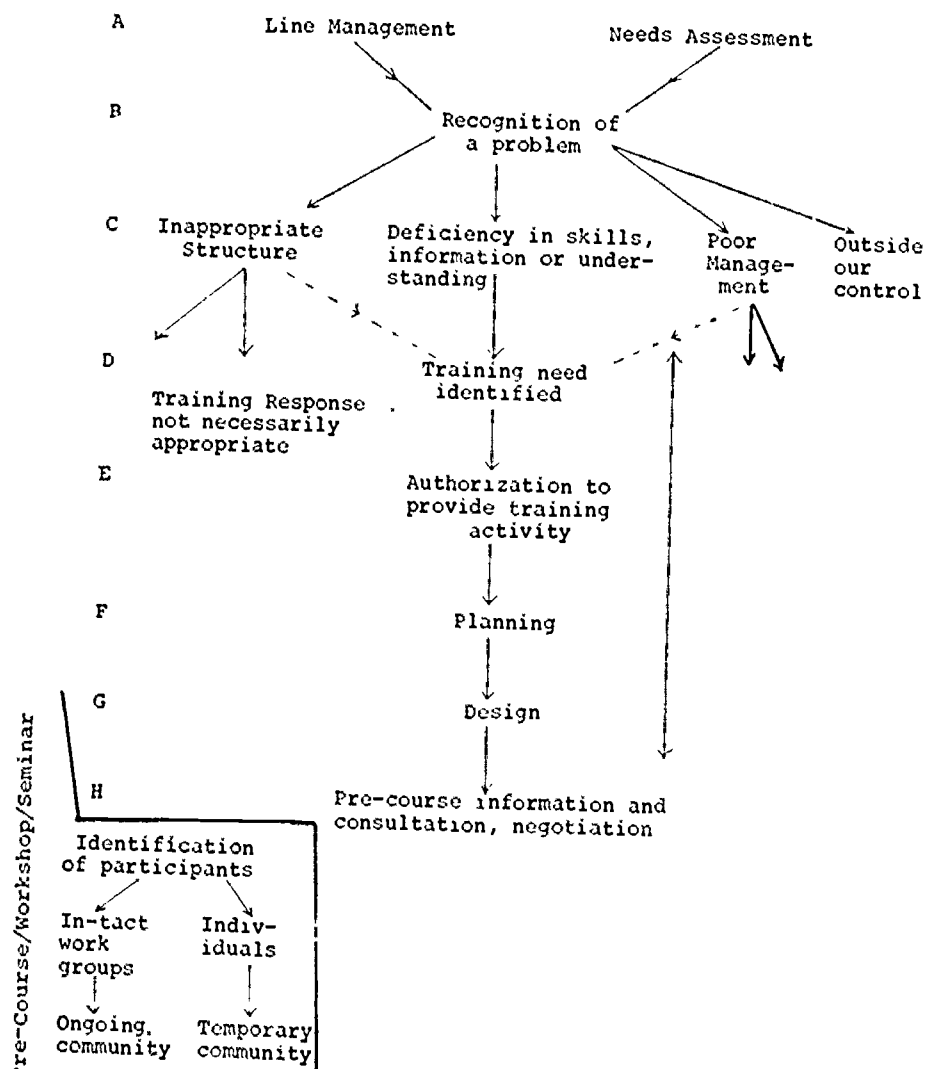 A
Line Management
Needs Assessment
B
Recognition of
a problem
C
Inappropriate
Structure
Deficiency in skills,
information or under-
standing
Poor
Manage-
ment
Outside
our
control
D
Training need
identified
Training Response
not necessarily
appropriate
E
Authorization to
provide training
activity
F
Planning
G
Design
H
Pre-course information and
consultation, negotiation
Pre-Course/Workshop/Seminar
Identification
of participants
In-tact
work
groups
Indiv-
iduals
Ongoing.
community
Temporary
community